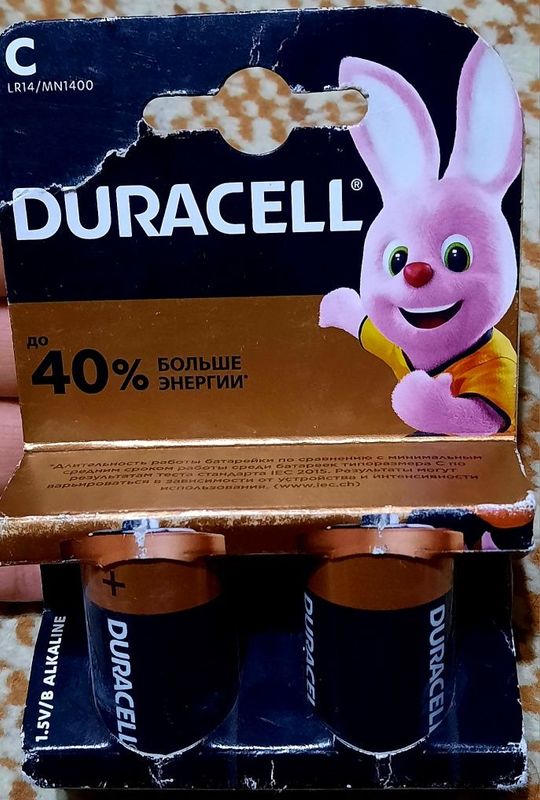 C
LR14/MN1400
DURACELL®
до
40% БОЛЬШЕ
ЭНЕРГИИ*
*Длительность работы батарейки по сравнению с минимальным
средним сроком работы среди батареек типоразмера C по
результатам теста стандарта IEC 2015. Результаты могут
варьироваться в зависимости от устройства и интенсивности
использования. (www.iec.ch)
+
DURACELL
DURACELL
DURACELL
1.5V/B ALKALINE